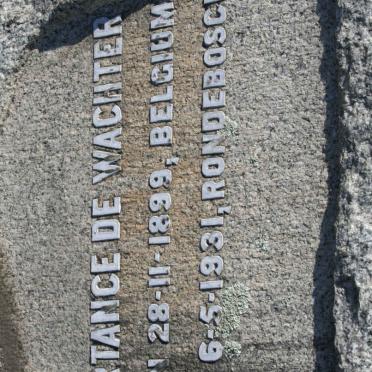 TANCE DE WACHTER
28-11-1899, BELGIUM
6-5-1931, RONDEBOSC